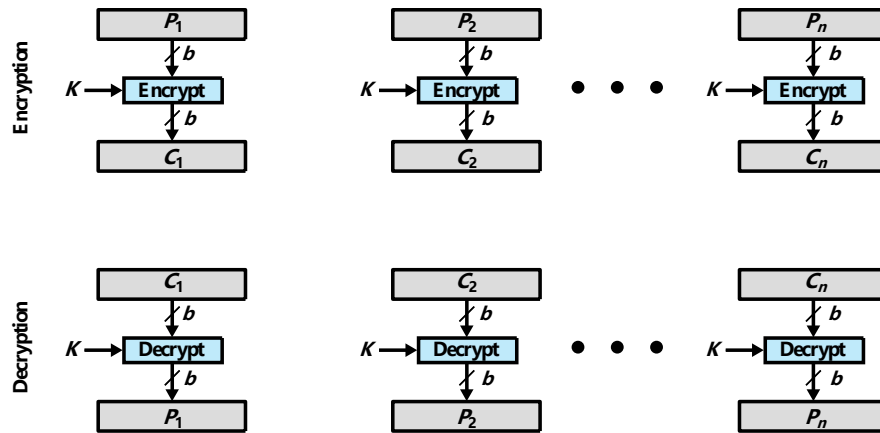 Encryption
P1
P2
Pn
b
b
b
K
Encrypt
K
Encrypt
K
Encrypt
b
b
b
C1
C2
Cn
Decryption
C1
C2
Cn
b
b
b
K
Decrypt
K
Decrypt
K
Decrypt
b
b
b
P1
P2
Pn